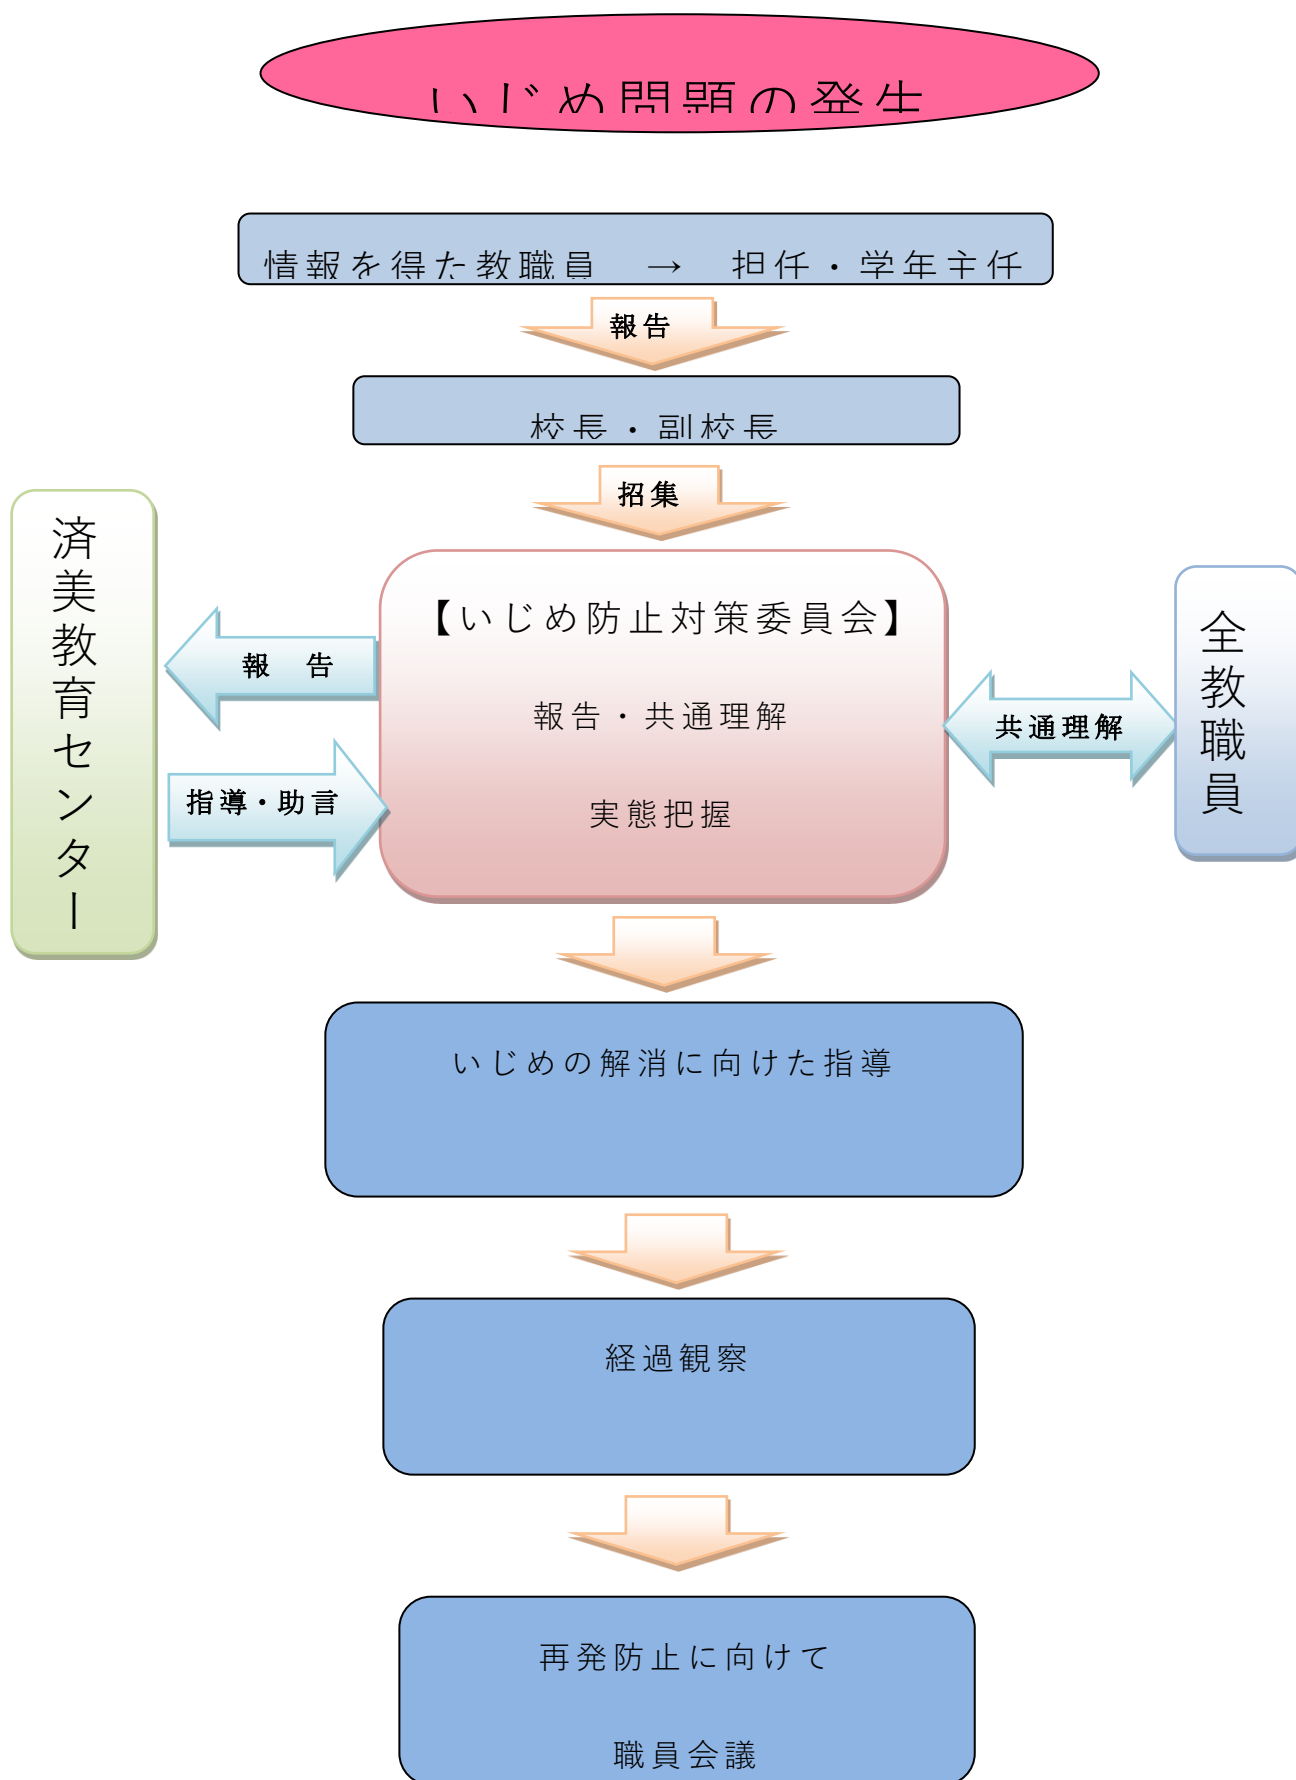 いじめ問題の発生
情報を得た教職員　→　担任・学年主任
報告
校長・副校長
招集
済美教育センター
【いじめ防止対策委員会】
報　告
報告・共通理解
共通理解
全教職員
指導・助言
実態把握
いじめの解消に向けた指導
経過観察
再発防止に向けて
職員会議